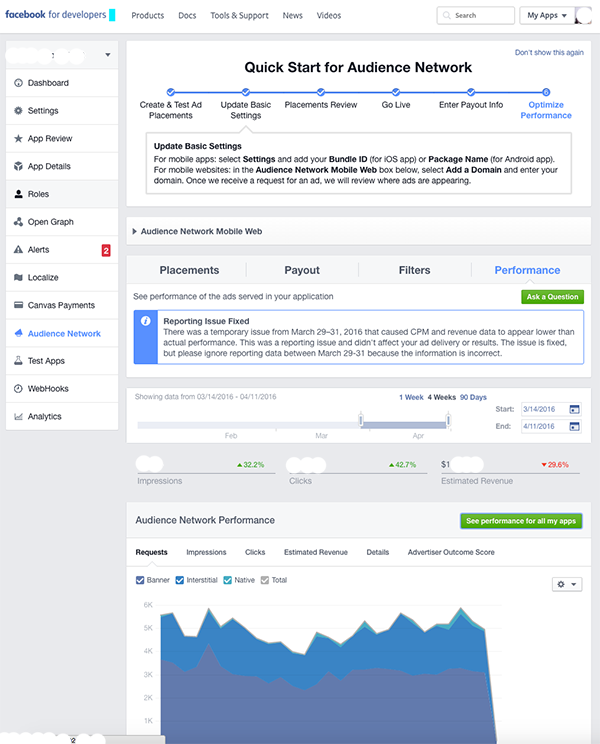 facebook for developers
Products Docs Tools & Support News Videos
Search
My Apps
Dashboard
Settings
App Review
App Details
Roles
Open Graph
Alerts 2
Localize
Canvas Payments
Audience Network
Test Apps
WebHooks
Analytics
Don't show this again
Quick Start for Audience Network
Create & Test Ad Placements
Update Basic Settings
Placements Review
Go Live
Enter Payout Info
6
Optimize Performance
Update Basic Settings
For mobile apps: select Settings and add your Bundle ID (for iOS app) or Package Name (for Android app).
For mobile websites: in the Audience Network Mobile Web box below, select Add a Domain and enter your
domain. Once we receive a request for an ad, we will review where ads are appearing.
Audience Network Mobile Web
Placements Payout Filters Performance
See performance of the ads served in your application
Ask a Question
Reporting Issue Fixed
There was a temporary issue from March 29–31, 2016 that caused CPM and revenue data to appear lower than
actual performance. This was a reporting issue and didn't affect your ad delivery or results. The issue is fixed,
but please ignore reporting data between March 29-31 because the information is incorrect.
Showing data from 03/14/2016 - 04/11/2016
1 Week 4 Weeks 90 Days
Feb Mar Apr
Start: 3/14/2016
End: 4/11/2016
32.2%
Impressions
42.7%
Clicks
$1 29.6%
Estimated Revenue
Audience Network Performance
See performance for all my apps
Requests Impressions Clicks Estimated Revenue Details Advertiser Outcome Score
Banner Interstitial Native Total
6K
5K
4K
3K
2K
1K